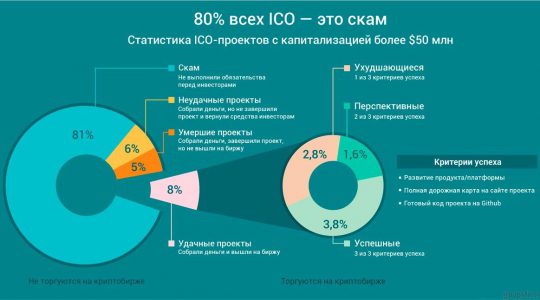 80% всех ICO — это скам
Статистика ICO-проектов с капитализацией более $50 млн
Скам
Не выполнили обязательства
перед инвесторами
Неудачные проекты
Собрали деньги, но не завершили
проект и вернули средства инвесторам
Умершие проекты
Собрали деньги, завершили проект,
но не вышли на биржу
Удачные проекты
Собрали деньги и вышли на биржу
81%
6%
5%
8%
Не торгуются на криптобирже
Ухудшающиеся
1 из 3 критериев успеха
Перспективные
2 из 3 критериев успеха
2,8%
1,6%
3,8%
Успешные
3 из 3 критериев успеха
Торгуются на криптобирже
Критерии успеха
• Развитие продукта/платформы
• Полная дорожная карта на сайте проекта
• Готовый код проекта на Github